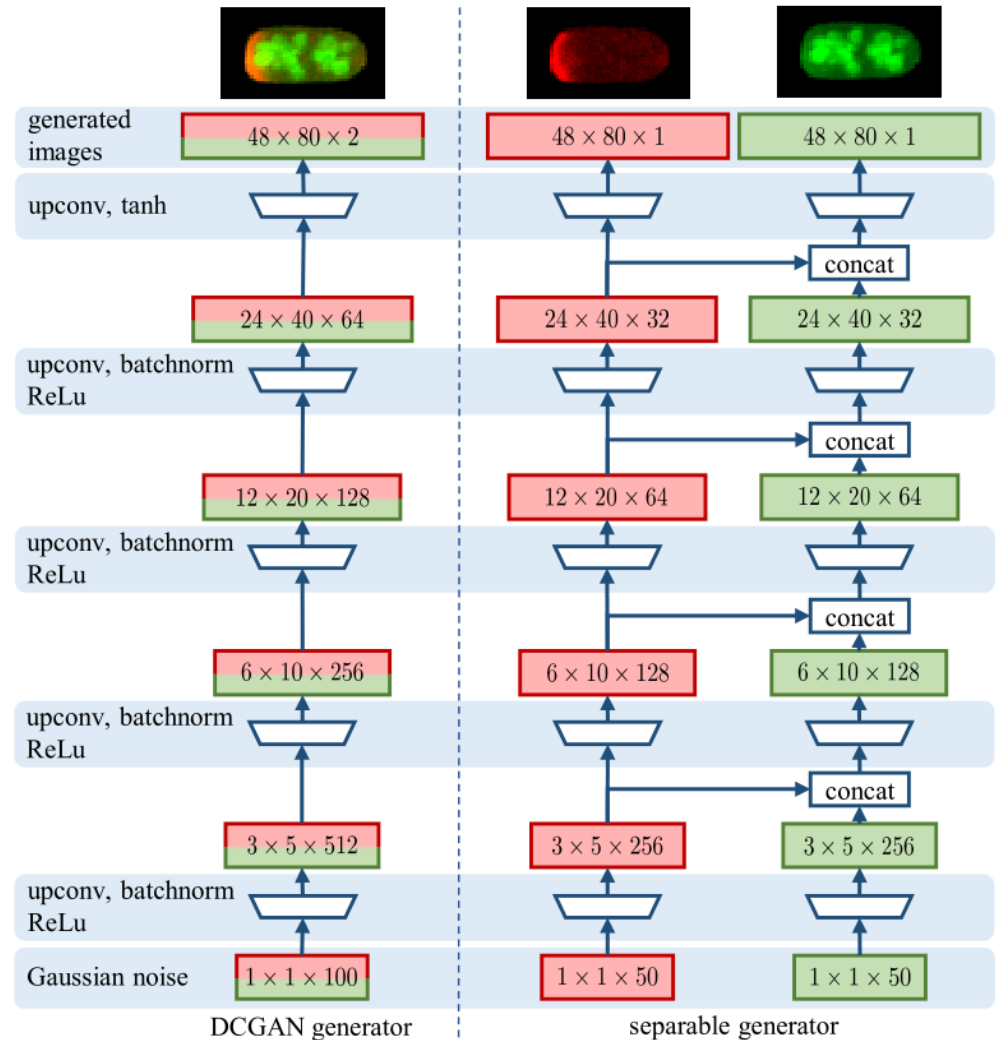 generated
images
48 × 80 × 2
48 × 80 × 1
48 × 80 × 1
upconv, tanh
concat
24 × 40 × 64
24 × 40 × 32
24 × 40 × 32
upconv, batchnorm
ReLu
concat
12 × 20 × 128
12 × 20 × 64
12 × 20 × 64
upconv, batchnorm
ReLu
concat
6 × 10 × 256
6 × 10 × 128
6 × 10 × 128
upconv, batchnorm
ReLu
concat
3 × 5 × 512
3 × 5 × 256
3 × 5 × 256
upconv, batchnorm
ReLu
Gaussian noise
1 × 1 × 100
1 × 1 × 50
1 × 1 × 50
DCGAN generator
separable generator